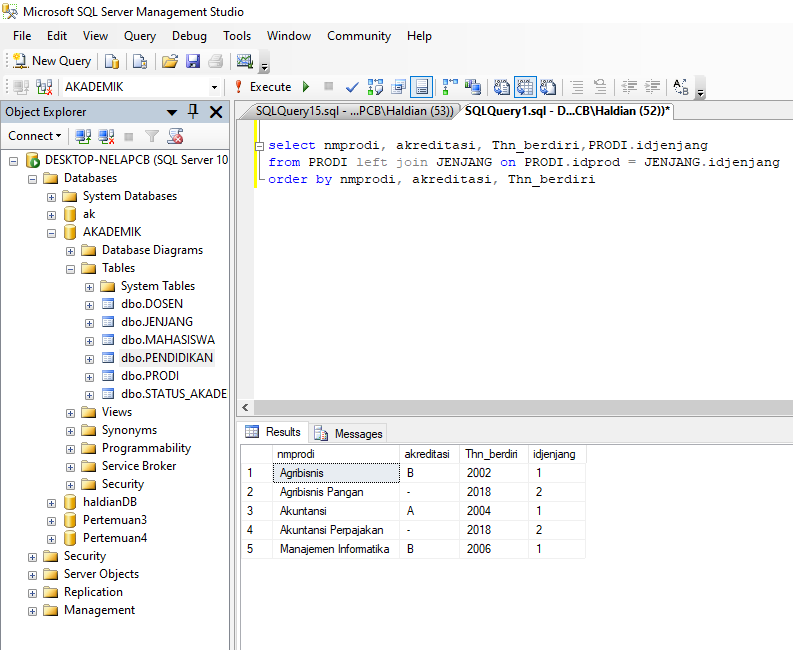 Microsoft SQL Server Management Studio
File Edit View Query Debug Tools Window Community Help
New Query
AKADEMIK Execute
Object Explorer
Connect
DESKTOP-NELAPCB (SQL Server 10
Databases
System Databases
ak
AKADEMIK
Database Diagrams
Tables
System Tables
dbo.DOSEN
dbo.JENJANG
dbo.MAHASISWA
dbo.PENDIDIKAN
dbo.PRODI
dbo.STATUS_AKADE
Views
Synonyms
Programmability
Service Broker
Security
haldianDB
Pertemuan3
Pertemuan4
Security
Server Objects
Replication
Management
SQLQuery15.sql - ...PCB\Haldian (53)) SQLQuery1.sql - D...CB\Haldian (52))*
select nmprodi, akreditasi, Thn_berdiri,PRODI.idjenjang
from PRODI left join JENJANG on PRODI.idprod = JENJANG.idjenjang
order by nmprodi, akreditasi, Thn_berdiri
Results Messages
nmprodi akreditasi Thn_berdiri idjenjang
1 Agribisnis B 2002 1
2 Agribisnis Pangan - 2018 2
3 Akuntansi A 2004 1
4 Akuntansi Perpajakan - 2018 2
5 Manajemen Informatika B 2006 1